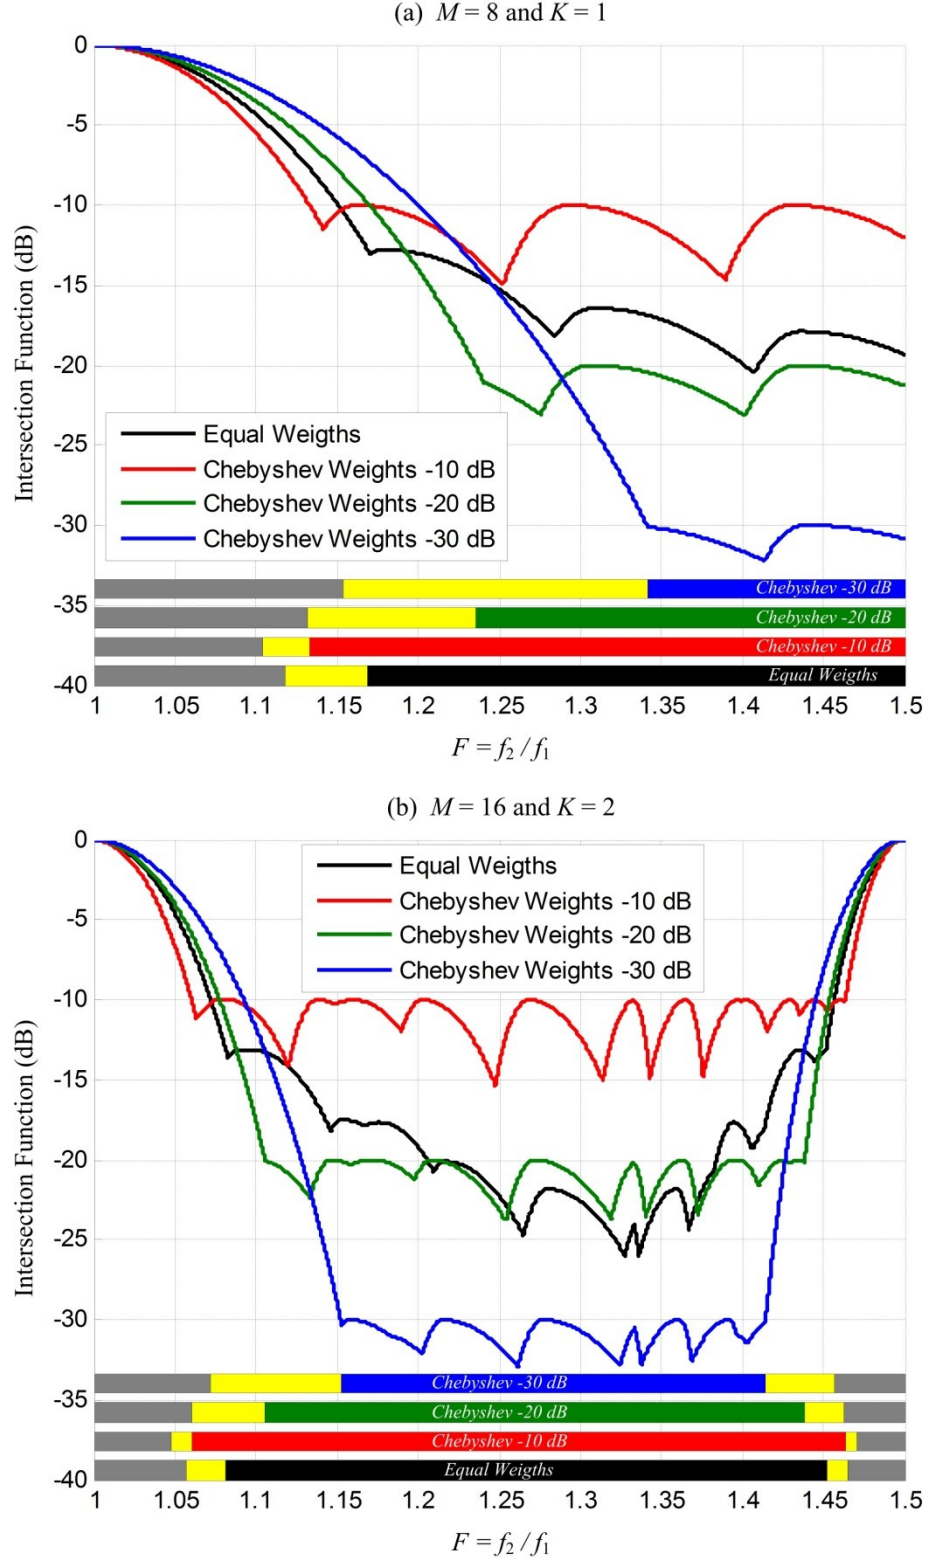 (a) M = 8 and K = 1
0
-5
-10
-15
-20
-25
-30
-35
-40
Intersection Function (dB)
Equal Weigths
Chebyshev Weights -10 dB
Chebyshev Weights -20 dB
Chebyshev Weights -30 dB
Chebyshev -30 dB
Chebyshev -20 dB
Chebyshev -10 dB
Equal Weigths
1 1.05 1.1 1.15 1.2 1.25 1.3 1.35 1.4 1.45 1.5
F = f2 / f1
(b) M = 16 and K = 2
0
-5
-10
-15
-20
-25
-30
-35
-40
Intersection Function (dB)
Equal Weigths
Chebyshev Weights -10 dB
Chebyshev Weights -20 dB
Chebyshev Weights -30 dB
Chebyshev -30 dB
Chebyshev -20 dB
Chebyshev -10 dB
Equal Weigths
1 1.05 1.1 1.15 1.2 1.25 1.3 1.35 1.4 1.45 1.5
F = f2 / f1